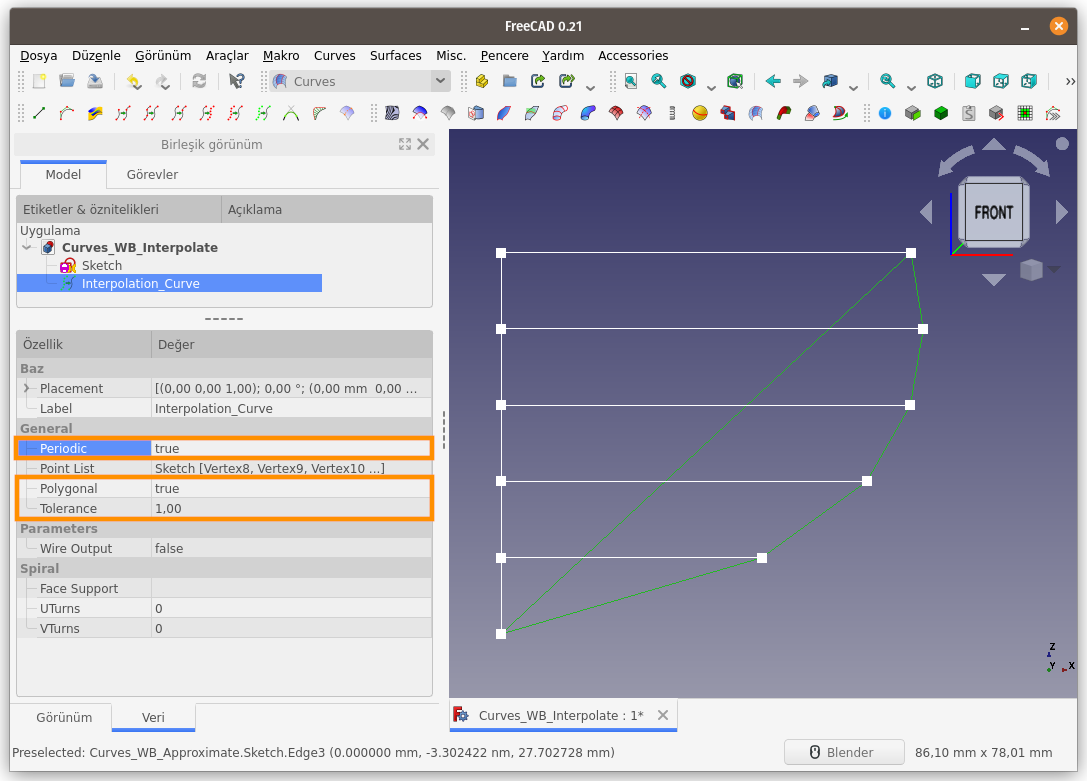 FreeCAD 0.21
Dosya Düzenle Görünüm Araçlar Makro Curves Surfaces Misc. Pencere Yardım Accessories
Curves
Birleşik görünüm
Model Görevler
Etiketler & öznitelikleri Açıklama
Uygulama
Curves_WB_Interpolate
Sketch
Interpolation_Curve
Özellik Değer
Baz
Placement [(0,00 0,00 1,00); 0,00 °; (0,00 mm 0,00 ...
Label Interpolation_Curve
General
Periodic true
Point List Sketch [Vertex8, Vertex9, Vertex10 ...]
Polygonal true
Tolerance 1,00
Parameters
Wire Output false
Spiral
Face Support
UTurns 0
VTurns 0
Görünüm Veri
FRONT
Z
Y X
Curves_WB_Interpolate : 1*
Preselected: Curves_WB_Approximate.Sketch.Edge3 (0.000000 mm, -3.302422 nm, 27.702728 mm)
Blender 86,10 mm x 78,01 mm